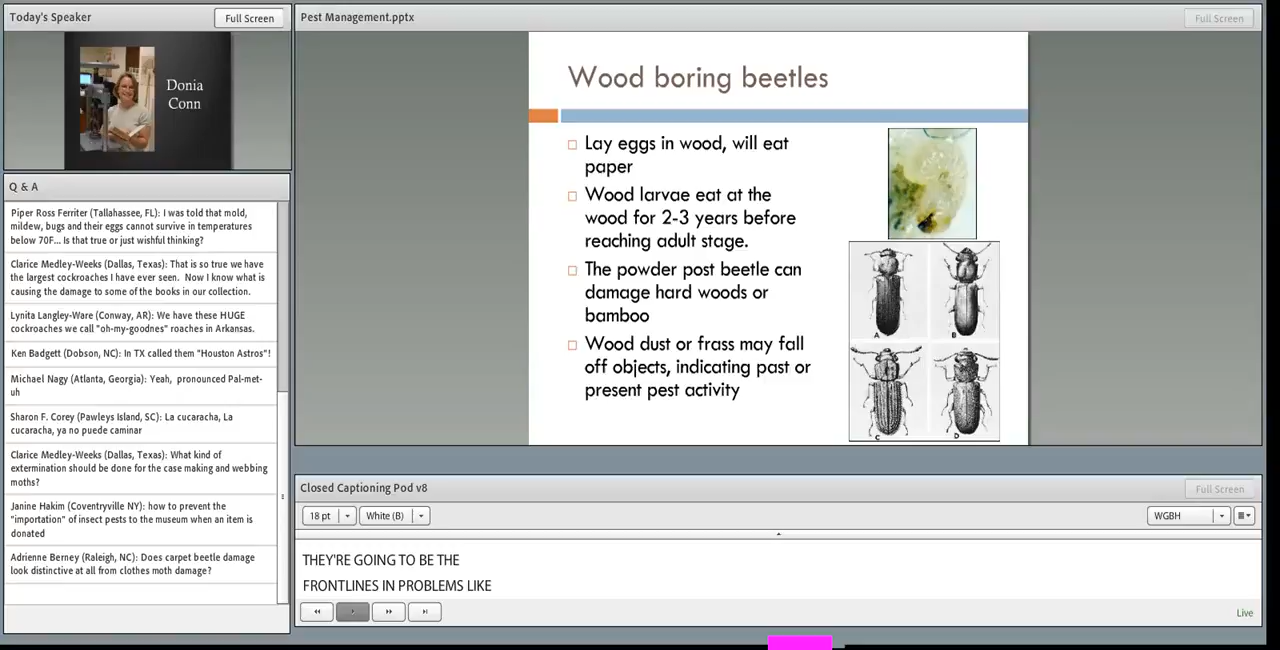 Today's Speaker
Full Screen
Donia
Conn
Q & A
Piper Ross Ferriter (Tallahassee, FL): I was told that mold,
mildew, bugs and their eggs cannot survive in temperatures
below 70F... Is that true or just wishful thinking?
Clarice Medley-Weeks (Dallas, Texas): That is so true we have
the largest cockroaches I have ever seen.  Now I know what is
causing the damage to some of the books in our collection.
Lynita Langley-Ware (Conway, AR): We have these HUGE
cockroaches we call "oh-my-goodnes" roaches in Arkansas.
Ken Badgett (Dobson, NC): In TX called them "Houston Astros"!
Michael Nagy (Atlanta, Georgia): Yeah,  pronounced Pal-met-
uh
Sharon F. Corey (Pawleys Island, SC): La cucaracha, La
cucaracha, ya no puede caminar
Clarice Medley-Weeks (Dallas, Texas): What kind of
extermination should be done for the case making and webbing
moths?
Janine Hakim (Coventryville NY): how to prevent the
"importation" of insect pests to the museum when an item is
donated
Adrienne Berney (Raleigh, NC): Does carpet beetle damage
look distinctive at all from clothes moth damage?
Pest Management.pptx
Full Screen
Wood boring beetles
Lay eggs in wood, will eat
paper
Wood larvae eat at the
wood for 2-3 years before
reaching adult stage.
The powder post beetle can
damage hard woods or
bamboo
Wood dust or frass may fall
off objects, indicating past or
present pest activity
A
B
C
D
Closed Captioning Pod v8
Full Screen
18 pt
White (B)
WGBH
THEY'RE GOING TO BE THE
FRONTLINES IN PROBLEMS LIKE
Live